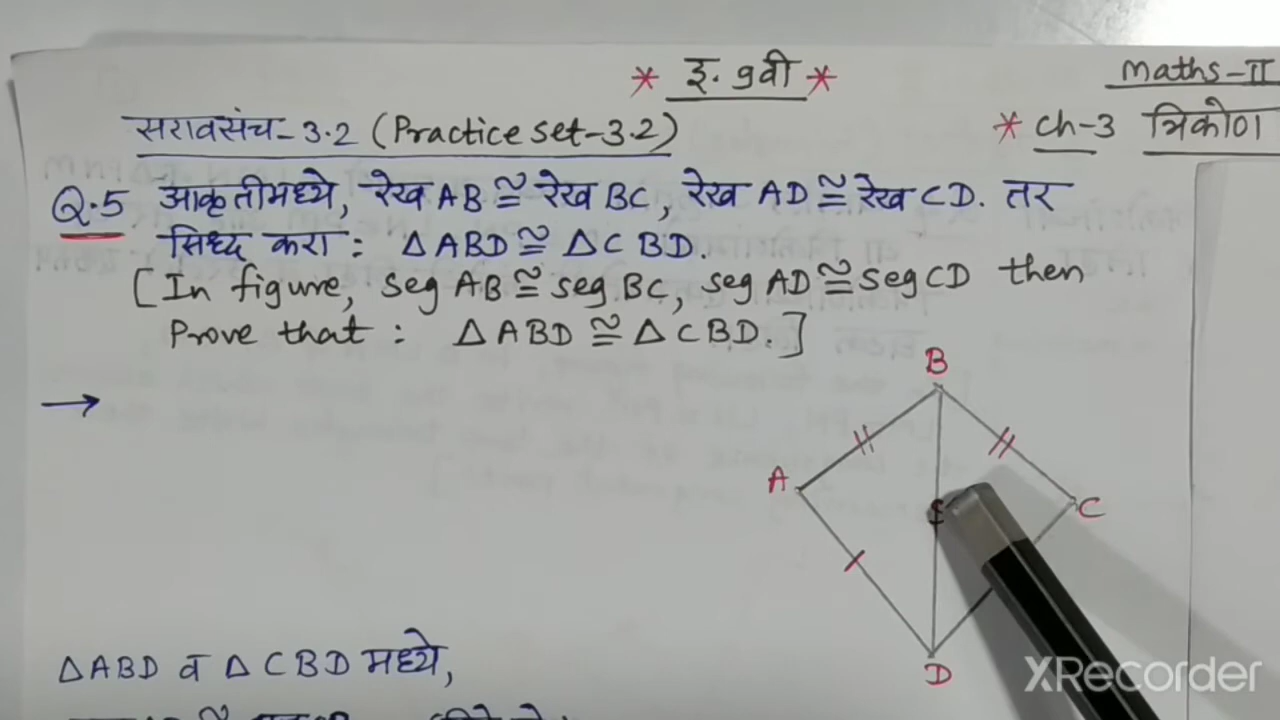 * इ. 9वी *
Maths-II
सरावसंच-3.2 (Practice set-3.2)
* Ch-3 त्रिकोण
Q.5 आकृतीमध्ये, रेख AB ≅ रेख BC, रेख AD ≅ रेख CD. तर
सिध्द करा : △ABD ≅ △CBD.
[In figure, seg AB ≅ seg BC, seg AD ≅ seg CD then
Prove that : △ABD ≅ △CBD.]
→
B
A
C
D
△ABD व △CBD मध्ये,
XRecorder